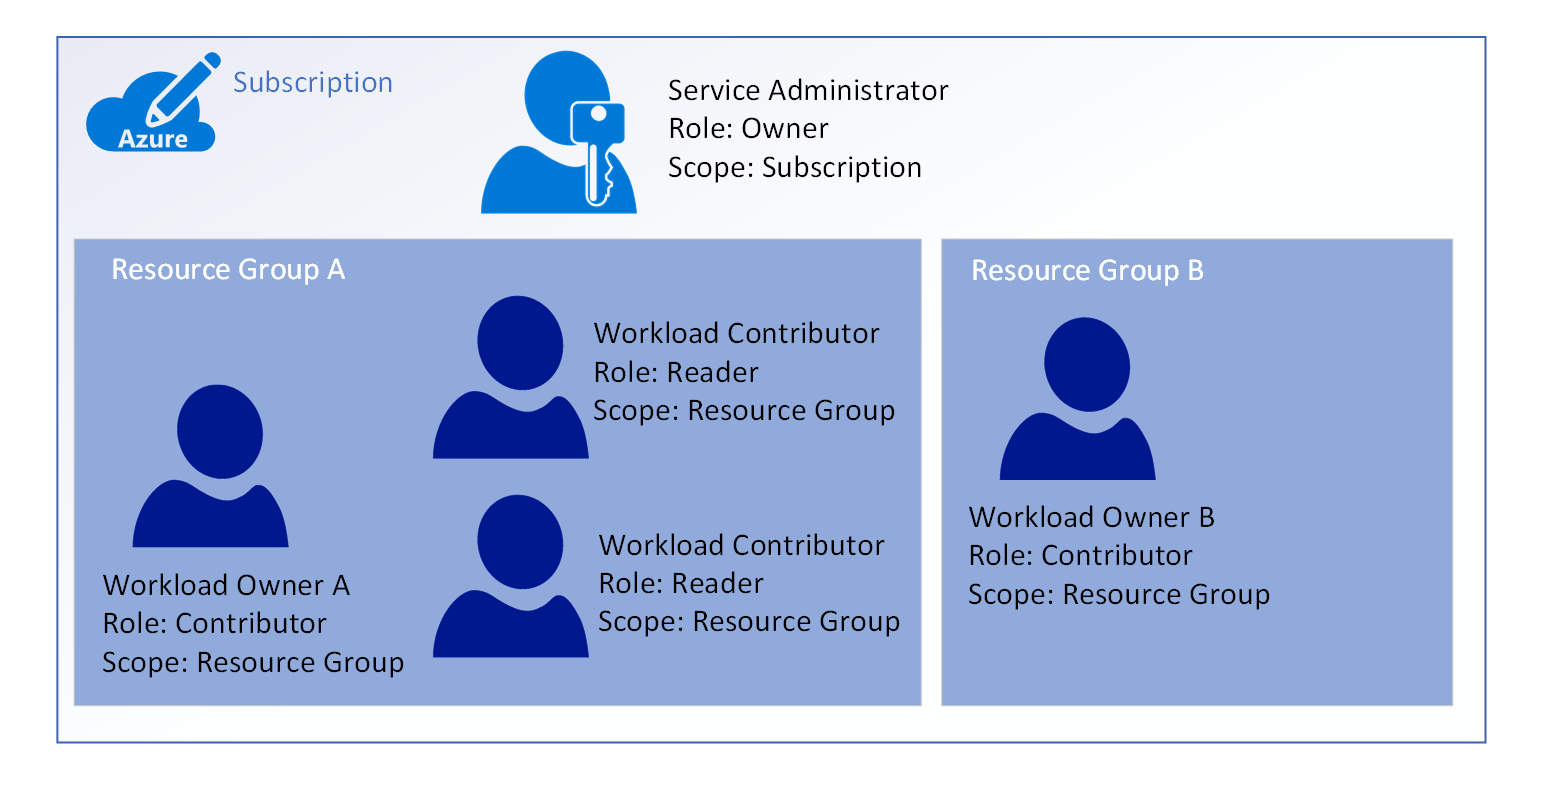 Azure
Subscription
Service Administrator
Role: Owner
Scope: Subscription
Resource Group A
Workload Contributor
Role: Reader
Scope: Resource Group
Workload Contributor
Role: Reader
Scope: Resource Group
Workload Owner A
Role: Contributor
Scope: Resource Group
Resource Group B
Workload Owner B
Role: Contributor
Scope: Resource Group